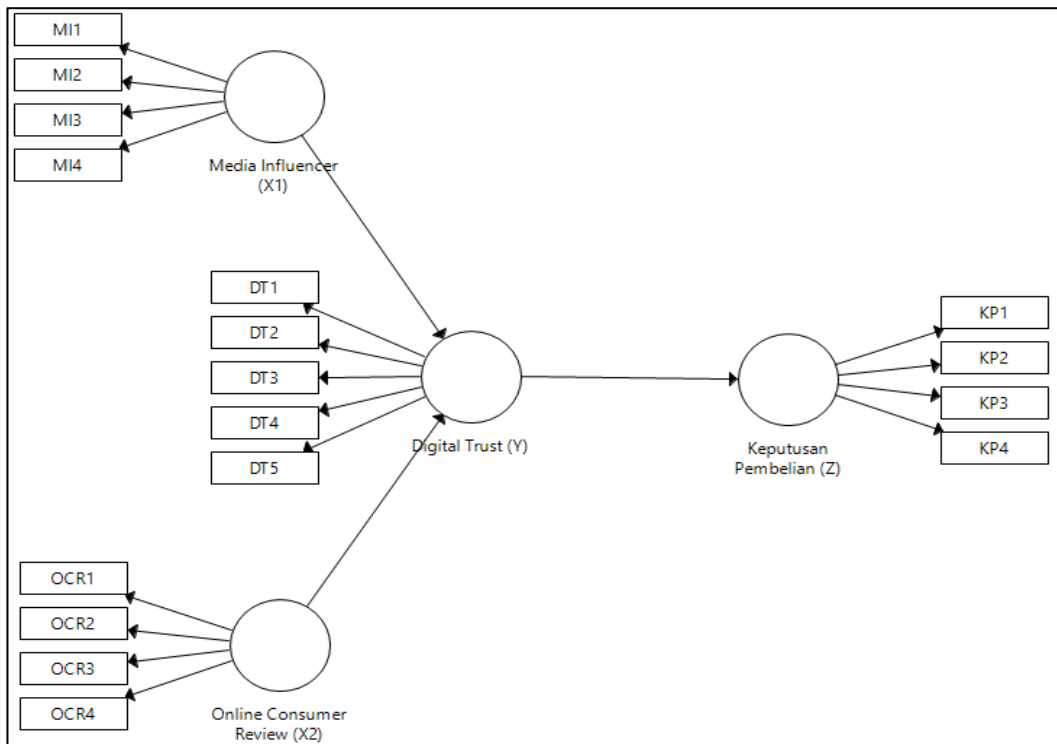 MI1
MI2
MI3
MI4
Media Influencer
(X1)
DT1
DT2
DT3
DT4
DT5
Digital Trust (Y)
KP1
KP2
KP3
KP4
Keputusan
Pembelian (Z)
OCR1
OCR2
OCR3
OCR4
Online Consumer
Review (X2)